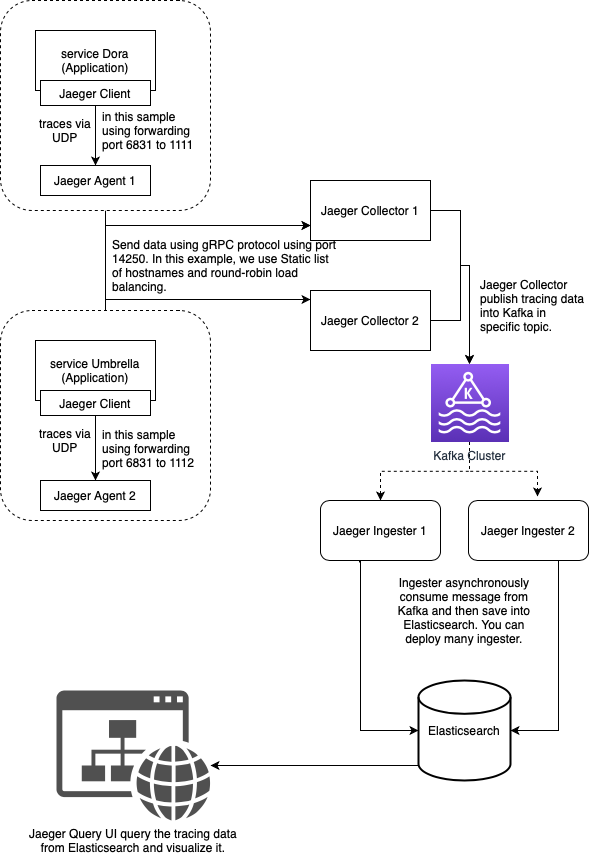 service Dora
(Application)
Jaeger Client
traces via
UDP
in this sample
using forwarding
port 6831 to 1111
Jaeger Agent 1
Jaeger Collector 1
Send data using gRPC protocol using port
14250. In this example, we use Static list
of hostnames and round-robin load
balancing.
Jaeger Collector 2
Jaeger Collector
publish tracing data
into Kafka in
specific topic.
service Umbrella
(Application)
Jaeger Client
traces via
UDP
in this sample
using forwarding
port 6831 to 1112
Jaeger Agent 2
K
Kafka Cluster
Jaeger Ingester 1
Jaeger Ingester 2
Ingester asynchronously
consume message from
Kafka and then save into
Elasticsearch. You can
deploy many ingester.
Elasticsearch
Jaeger Query UI query the tracing data
from Elasticsearch and visualize it.